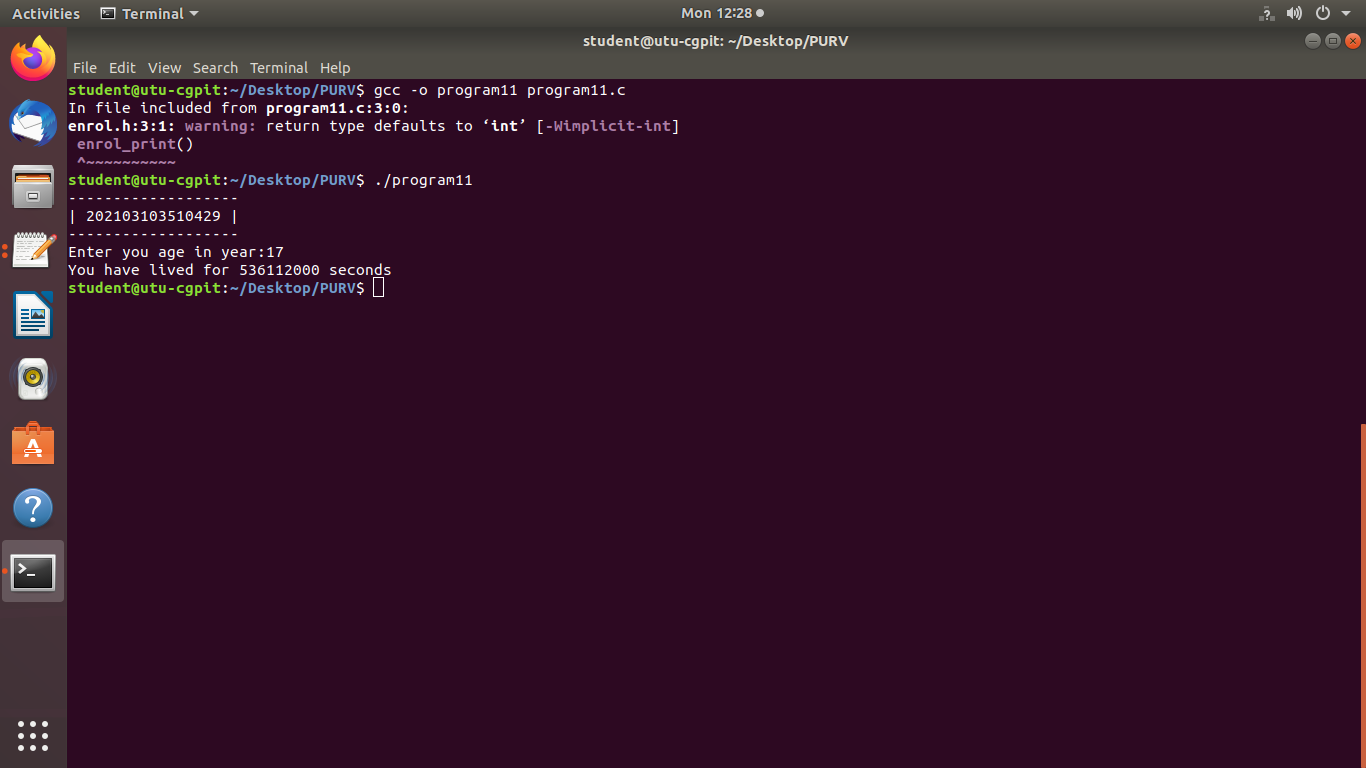 Activities Terminal Mon 12:28
student@utu-cgpit: ~/Desktop/PURV
File Edit View Search Terminal Help
student@utu-cgpit:~/Desktop/PURV$ gcc -o program11 program11.c
In file included from program11.c:3:0:
enrol.h:3:1: warning: return type defaults to ‘int’ [-Wimplicit-int]
 enrol_print()
 ^~~~~~~~~~~
student@utu-cgpit:~/Desktop/PURV$ ./program11
-------------------
| 202103103510429 |
-------------------
Enter you age in year:17
You have lived for 536112000 seconds
student@utu-cgpit:~/Desktop/PURV$